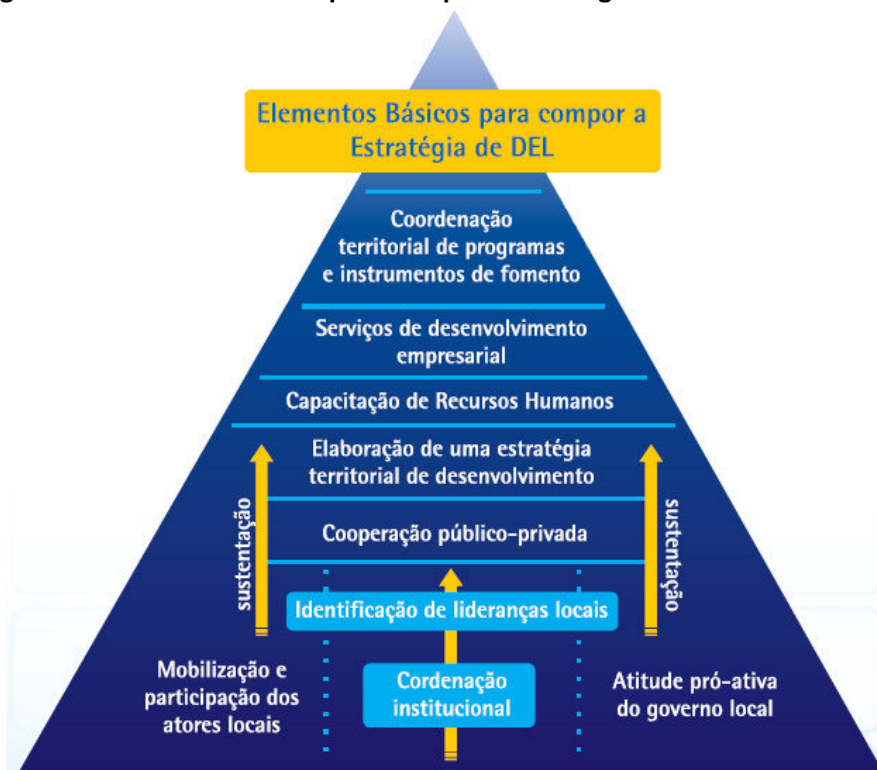 Elementos Básicos para compor a
Estratégia de DEL
Coordenação
territorial de programas
e instrumentos de fomento
Serviços de desenvolvimento
empresarial
Capacitação de Recursos Humanos
Elaboração de uma estratégia
territorial de desenvolvimento
Cooperação público-privada
sustentação
sustentação
Identificação de lideranças locais
Mobilização e
participação dos
atores locais
Cordenação
institucional
Atitude pró-ativa
do governo local